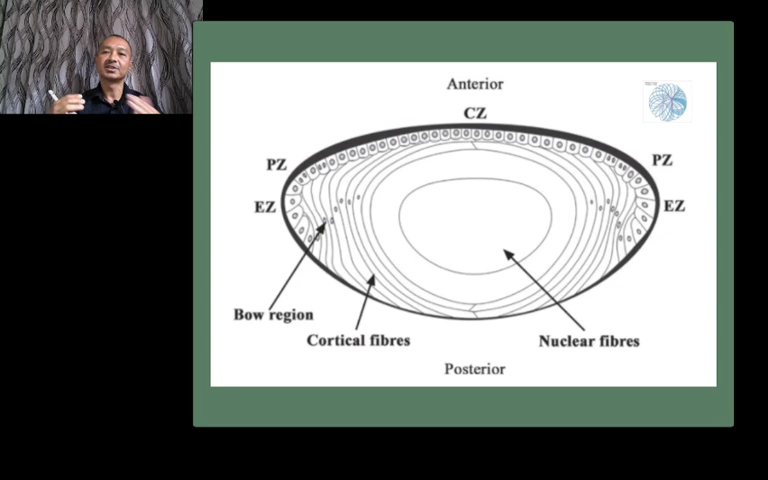 Anterior
CZ
PZ
PZ
EZ
EZ
Bow region
Cortical fibres
Nuclear fibres
Posterior